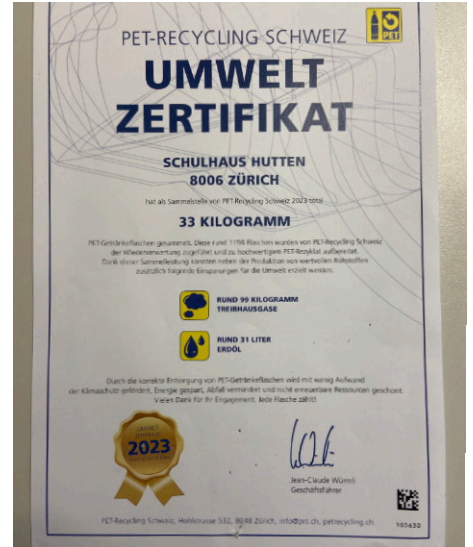 PET-RECYCLING SCHWEIZ
PET
UMWELT
ZERTIFIKAT
SCHULHAUS HUTTEN
8006 ZÜRICH
hat als Sammelstelle von PET-Recycling Schweiz 2023 total
33 KILOGRAMM
PET-Getränkeflaschen gesammelt. Diese rund 1198 Flaschen wurden von PET-Recycling Schweiz
der Wiederverwertung zugeführt und zu hochwertigem PET-Rezyklat aufbereitet.
Dank dieser Sammelleistung konnten neben der Produktion von wertvollen Rohstoffen
zusätzlich folgende Einsparungen für die Umwelt erzielt werden:
RUND 99 KILOGRAMM
TREIBHAUSGASE
RUND 31 LITER
ERDÖL
Durch die korrekte Entsorgung von PET-Getränkeflaschen wird mit wenig Aufwand
der Klimaschutz gefördert, Energie gespart, Abfall vermindert und nicht erneuerbare Ressourcen geschont.
Vielen Dank für Ihr Engagement. Jede Flasche zählt!
UMWELT
ZERTIFIKAT
2023
Jean-Claude Würmli
Geschäftsführer
PET-Recycling Schweiz, Hohlstrasse 532, 8048 Zürich, info@prs.ch, petrecycling.ch
105630